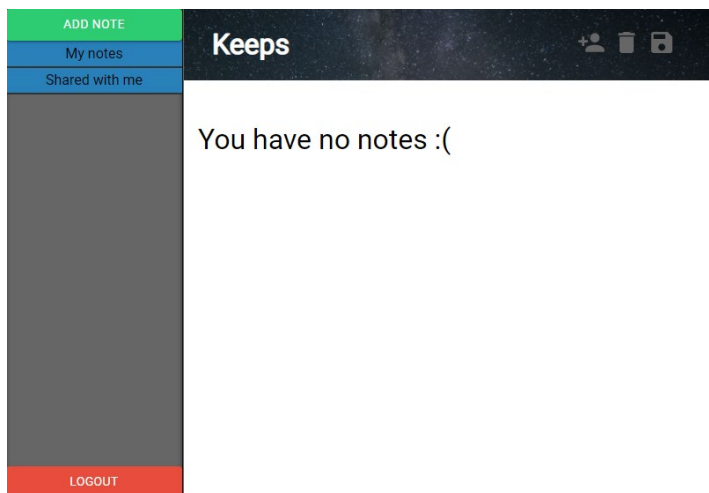 ADD NOTE
My notes
Shared with me
Keeps
You have no notes :(
LOGOUT